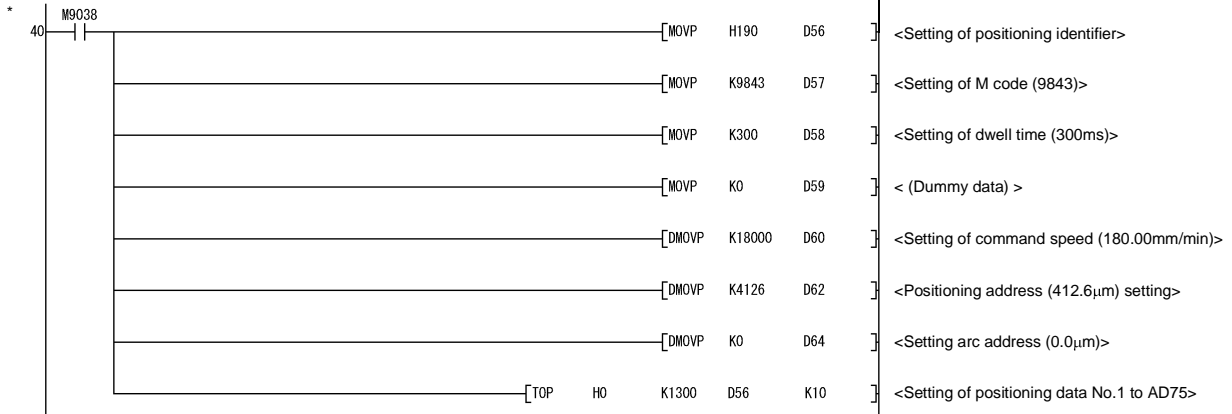 *
M9038
40 [MOVP H190 D56 ] <Setting of positioning identifier>
[MOVP K9843 D57 ] <Setting of M code (9843)>
[MOVP K300 D58 ] <Setting of dwell time (300ms)>
[MOVP K0 D59 ] < (Dummy data) >
[DMOVP K18000 D60 ] <Setting of command speed (180.00mm/min)>
[DMOVP K4126 D62 ] <Positioning address (412.6μm) setting>
[DMOVP K0 D64 ] <Setting arc address (0.0μm)>
[TOP H0 K1300 D56 K10 ] <Setting of positioning data No.1 to AD75>